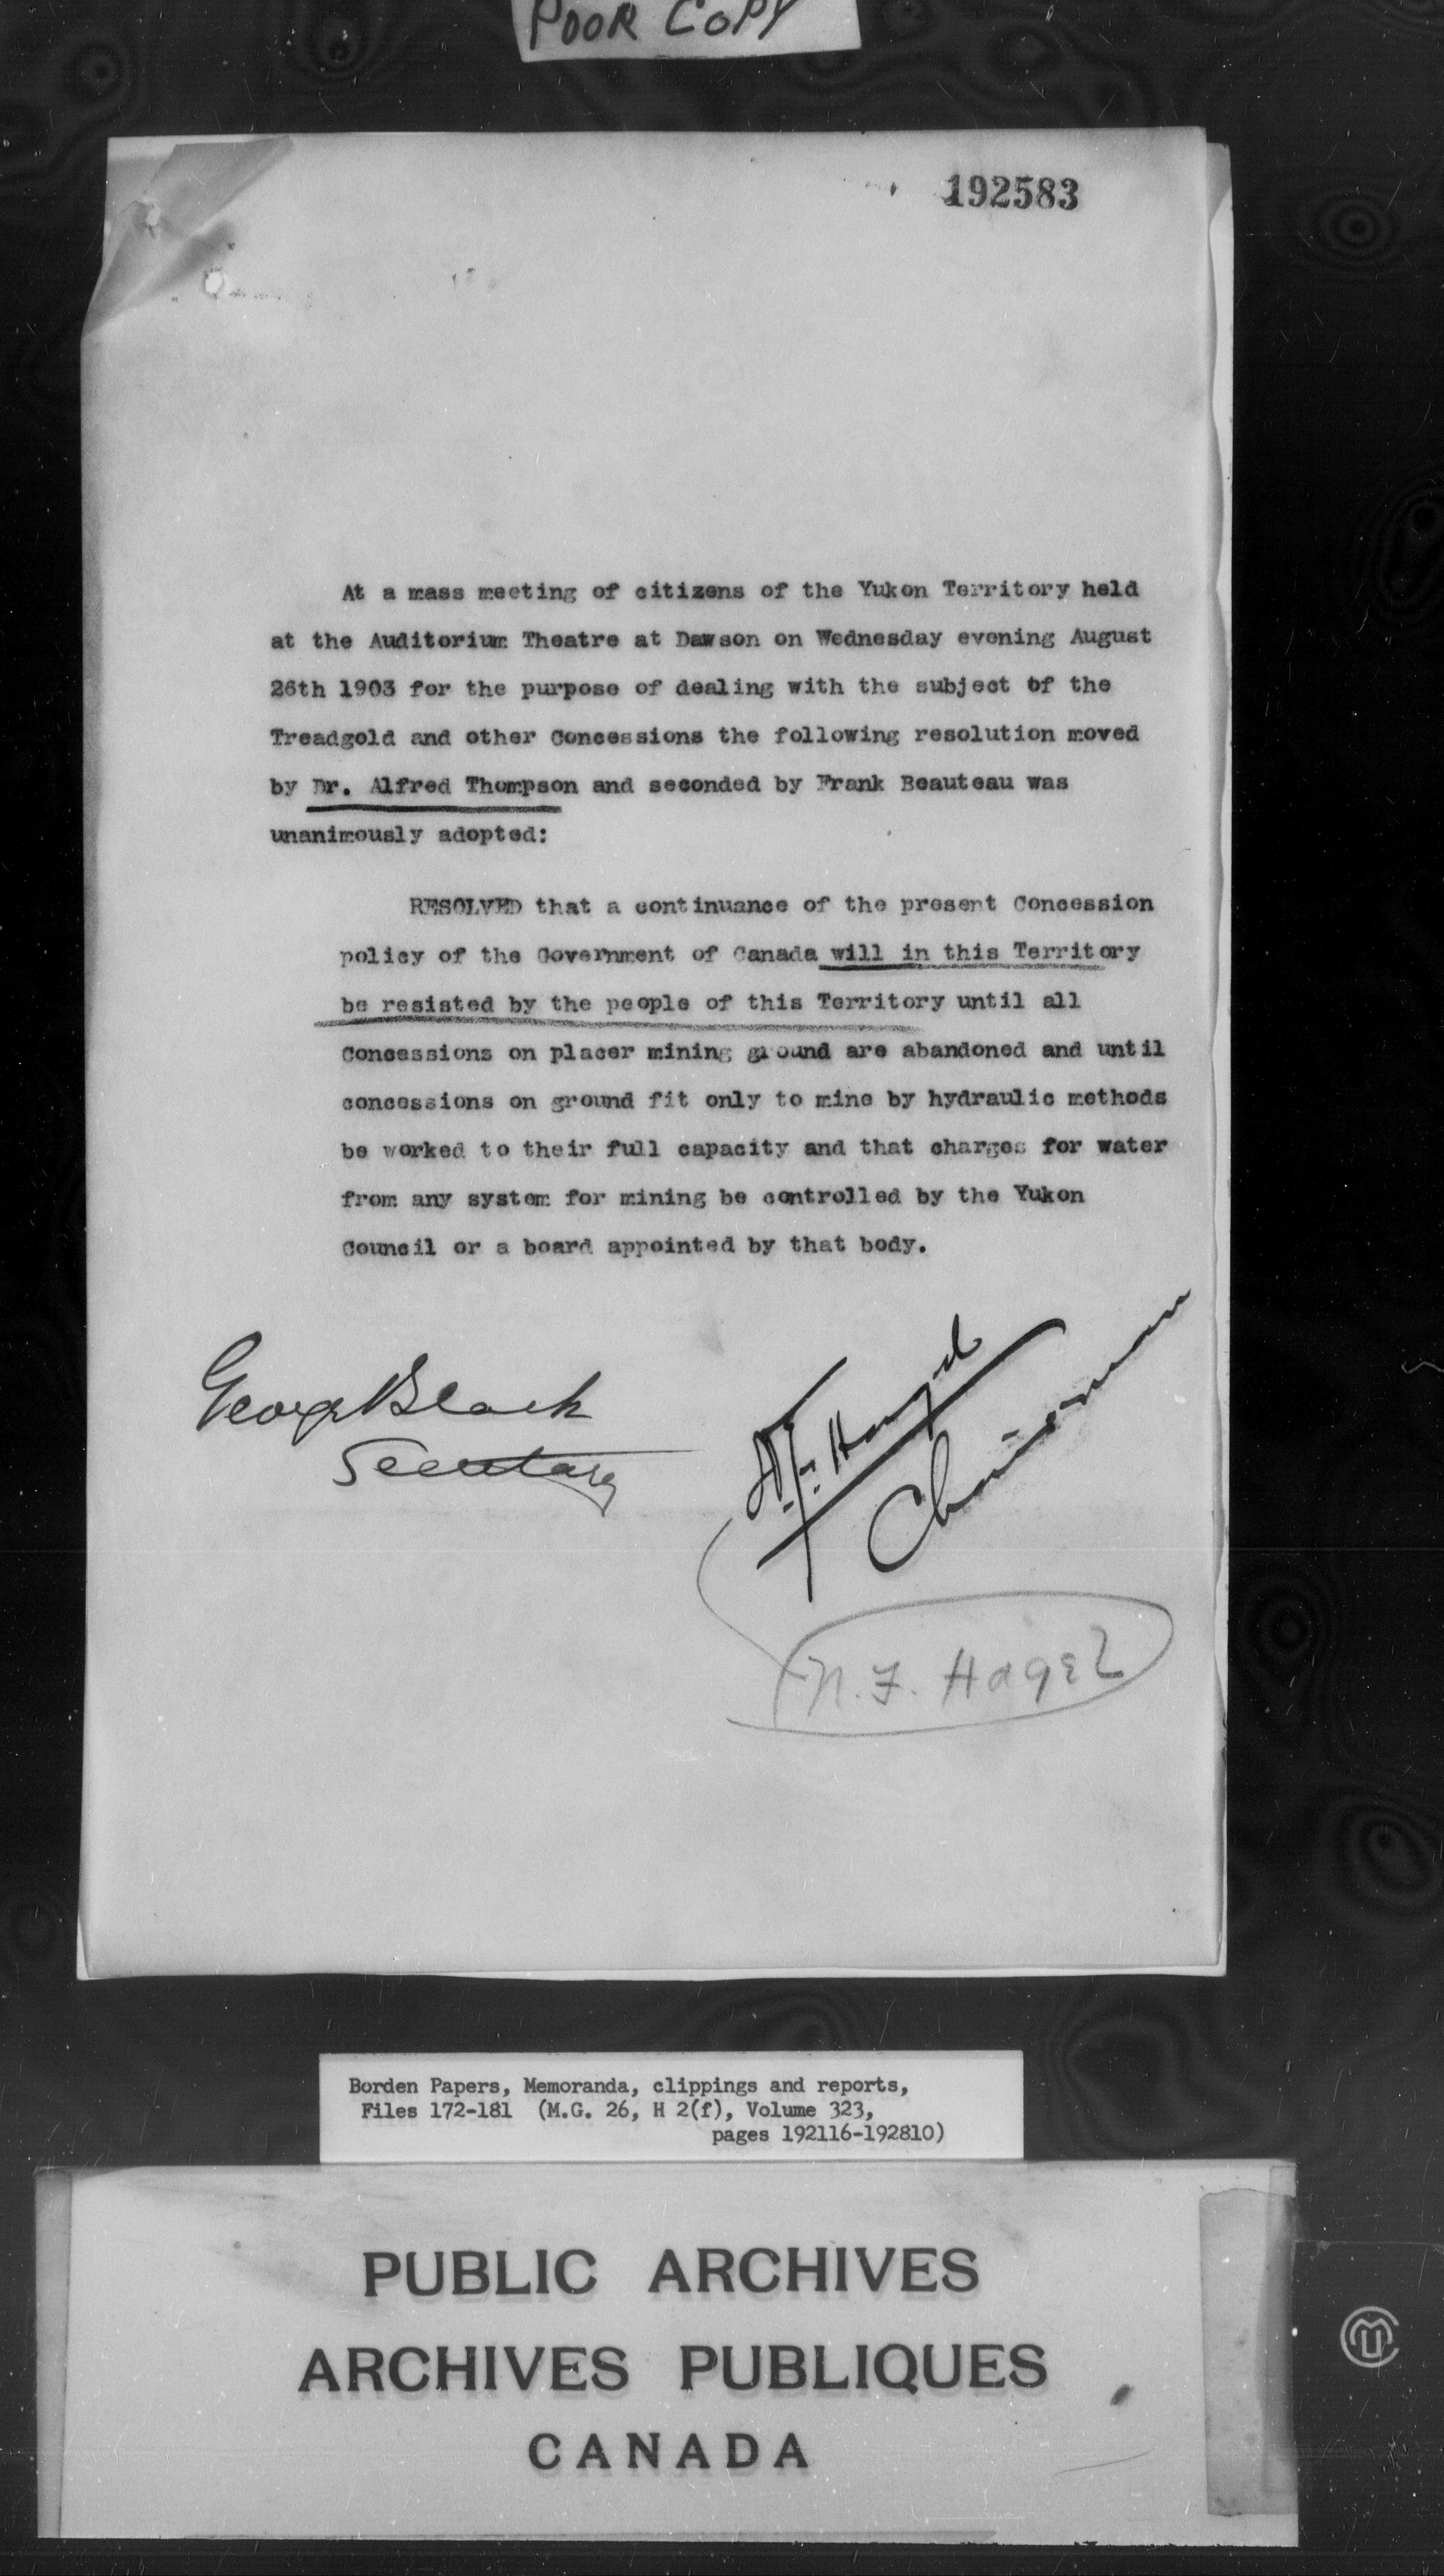 POOR COPY
192583
At a mass meeting of citizens of the Yukon Territory held
at the Auditorium Theatre at Dawson on Wednesday evening August
26th 1903 for the purpose of dealing with the subject of the
Treadgold and other Concessions the following resolution moved
by Dr. Alfred Thompson and seconded by Frank Beauteau was
unanimously adopted:
RESOLVED that a continuance of the present Concession
policy of the Government of Canada will in this Territory
be resisted by the people of this Territory until all
Concessions on placer mining ground are abandoned and until
concessions on ground fit only to mine by hydraulic methods
be worked to their full capacity and that charges for water
from any system for mining be controlled by the Yukon
Council or a board appointed by that body.
George Black
Secretary
N.F. Hagel
Chairman
N.F. Hagel
Borden Papers, Memoranda, clippings and reports,
Files 172-181 (M.G. 26, H 2(f), Volume 323,
pages 192116-192810)
PUBLIC ARCHIVES
ARCHIVES PUBLIQUES
CANADA